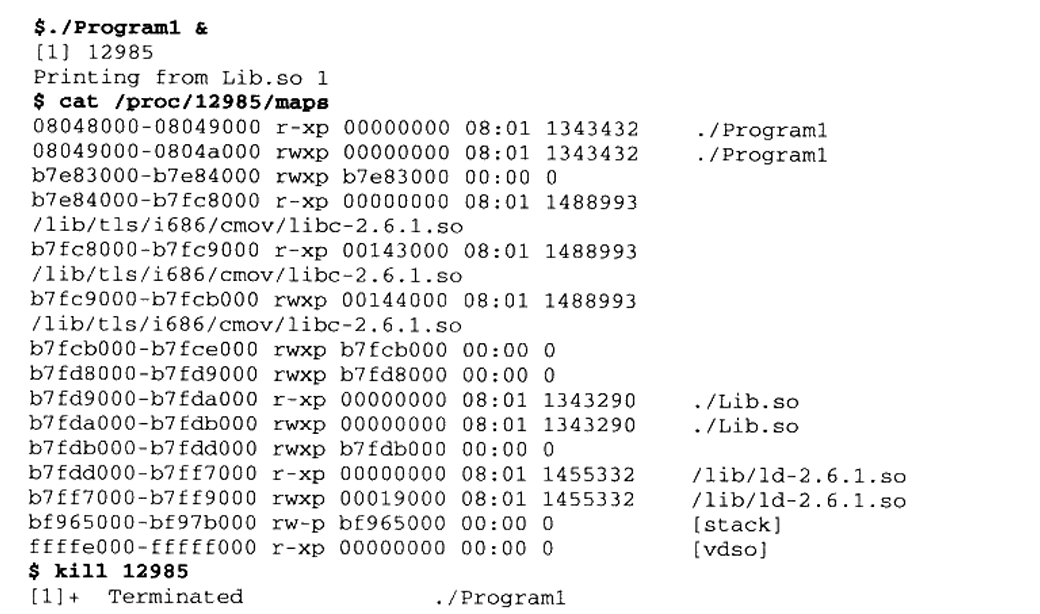 $./Program1 &
[1] 12985
Printing from Lib.so 1
$ cat /proc/12985/maps
08048000-08049000 r-xp 00000000 08:01 1343432 ./Program1
08049000-0804a000 rwxp 00000000 08:01 1343432 ./Program1
b7e83000-b7e84000 rwxp b7e83000 00:00 0
b7e84000-b7fc8000 r-xp 00000000 08:01 1488993
/lib/tls/i686/cmov/libc-2.6.1.so
b7fc8000-b7fc9000 r-xp 00143000 08:01 1488993
/lib/tls/i686/cmov/libc-2.6.1.so
b7fc9000-b7fcb000 rwxp 00144000 08:01 1488993
/lib/tls/i686/cmov/libc-2.6.1.so
b7fcb000-b7fce000 rwxp b7fcb000 00:00 0
b7fd8000-b7fd9000 rwxp b7fd8000 00:00 0
b7fd9000-b7fda000 r-xp 00000000 08:01 1343290 ./Lib.so
b7fda000-b7fdb000 rwxp 00000000 08:01 1343290 ./Lib.so
b7fdb000-b7fdd000 rwxp b7fdb000 00:00 0
b7fdd000-b7ff7000 r-xp 00000000 08:01 1455332 /lib/ld-2.6.1.so
b7ff7000-b7ff9000 rwxp 00019000 08:01 1455332 /lib/ld-2.6.1.so
bf965000-bf97b000 rw-p bf965000 00:00 0 [stack]
ffffe000-fffff000 r-xp 00000000 00:00 0 [vdso]
$ kill 12985
[1]+ Terminated ./Program1